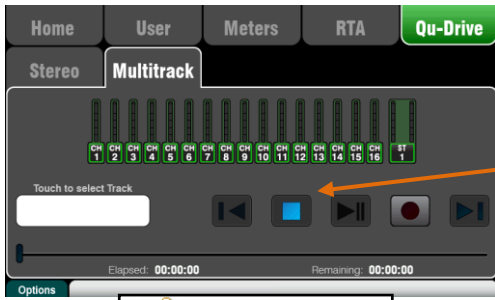 Home User Meters RTA Qu-Drive
Stereo Multitrack
CH 1 CH 2 CH 3 CH 4 CH 5 CH 6 CH 7 CH 8 CH 9 CH 10 CH 11 CH 12 CH 13 CH 14 CH 15 CH 16 ST 1
Touch to select Track
Elapsed: 00:00:00 Remaining: 00:00:00
Options